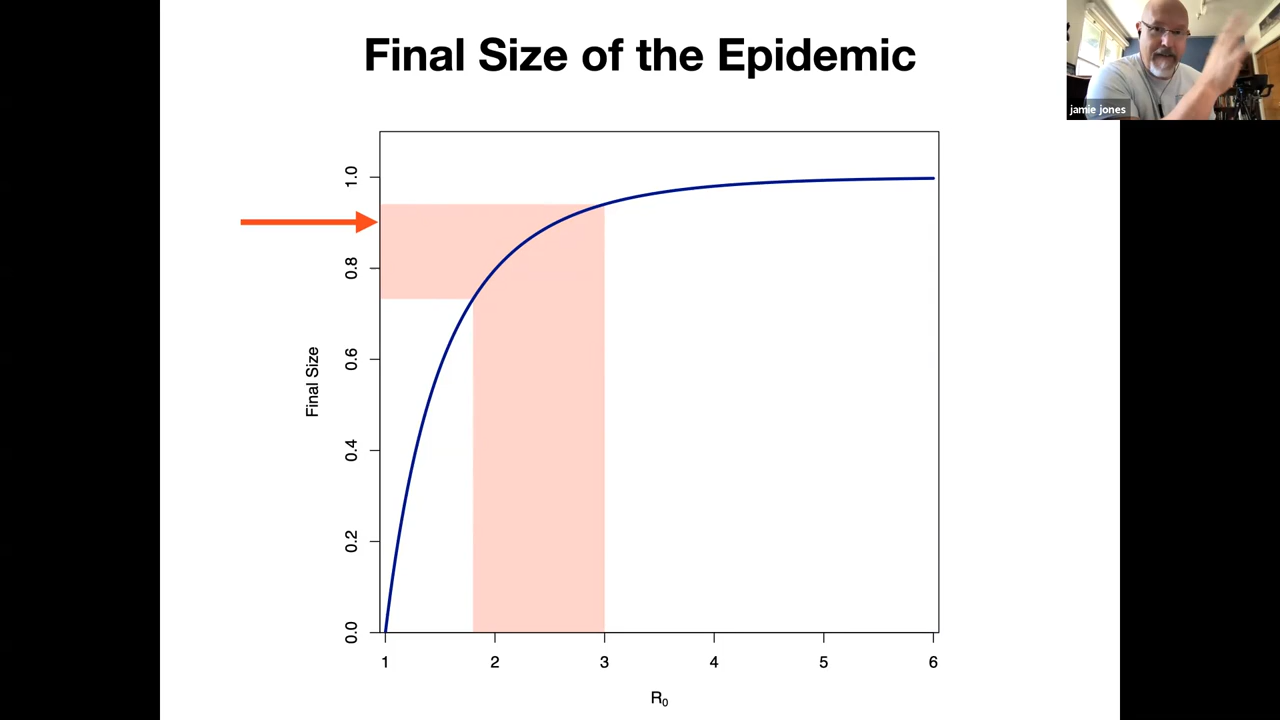 Final Size of the Epidemic
jamie jones
1.0
0.8
0.6
0.4
0.2
0.0
Final Size
1 2 3 4 5 6
R₀